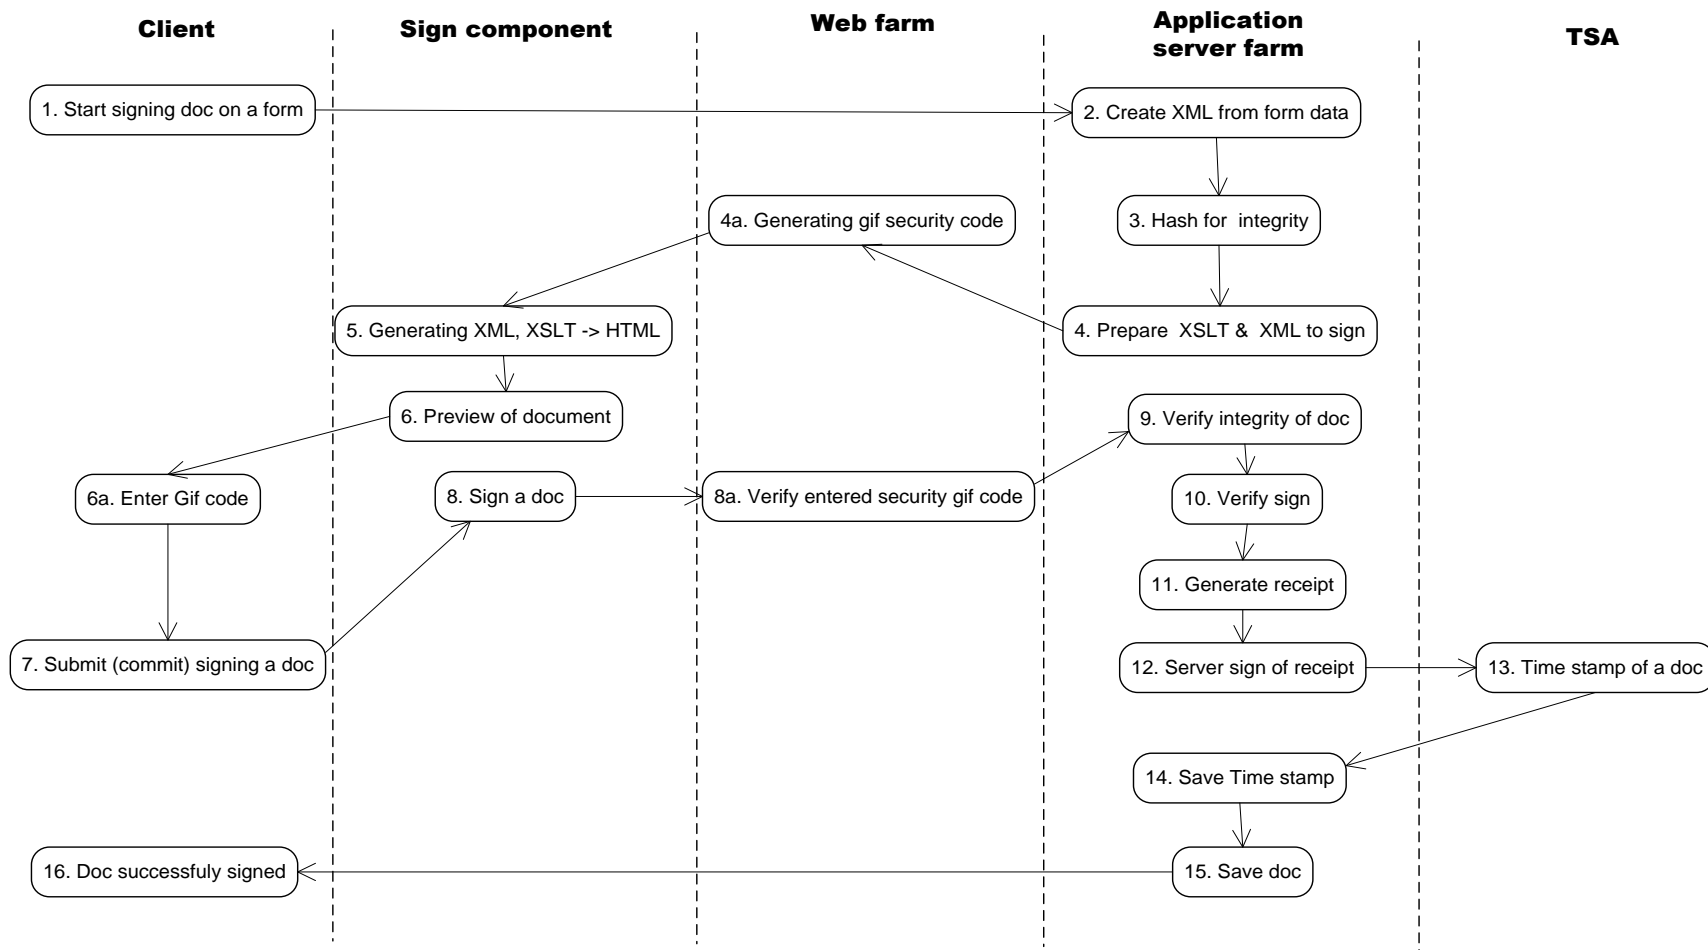 Client
Sign component
Web farm
Application
server farm
TSA
1. Start signing doc on a form
2. Create XML from form data
4a. Generating gif security code
3. Hash for  integrity
5. Generating XML, XSLT -> HTML
4. Prepare  XSLT &  XML to sign
6. Preview of document
9. Verify integrity of doc
6a. Enter Gif code
8. Sign a doc
8a. Verify entered security gif code
10. Verify sign
11. Generate receipt
7. Submit (commit) signing a doc
12. Server sign of receipt
13. Time stamp of a doc
14. Save Time stamp
16. Doc successfuly signed
15. Save doc